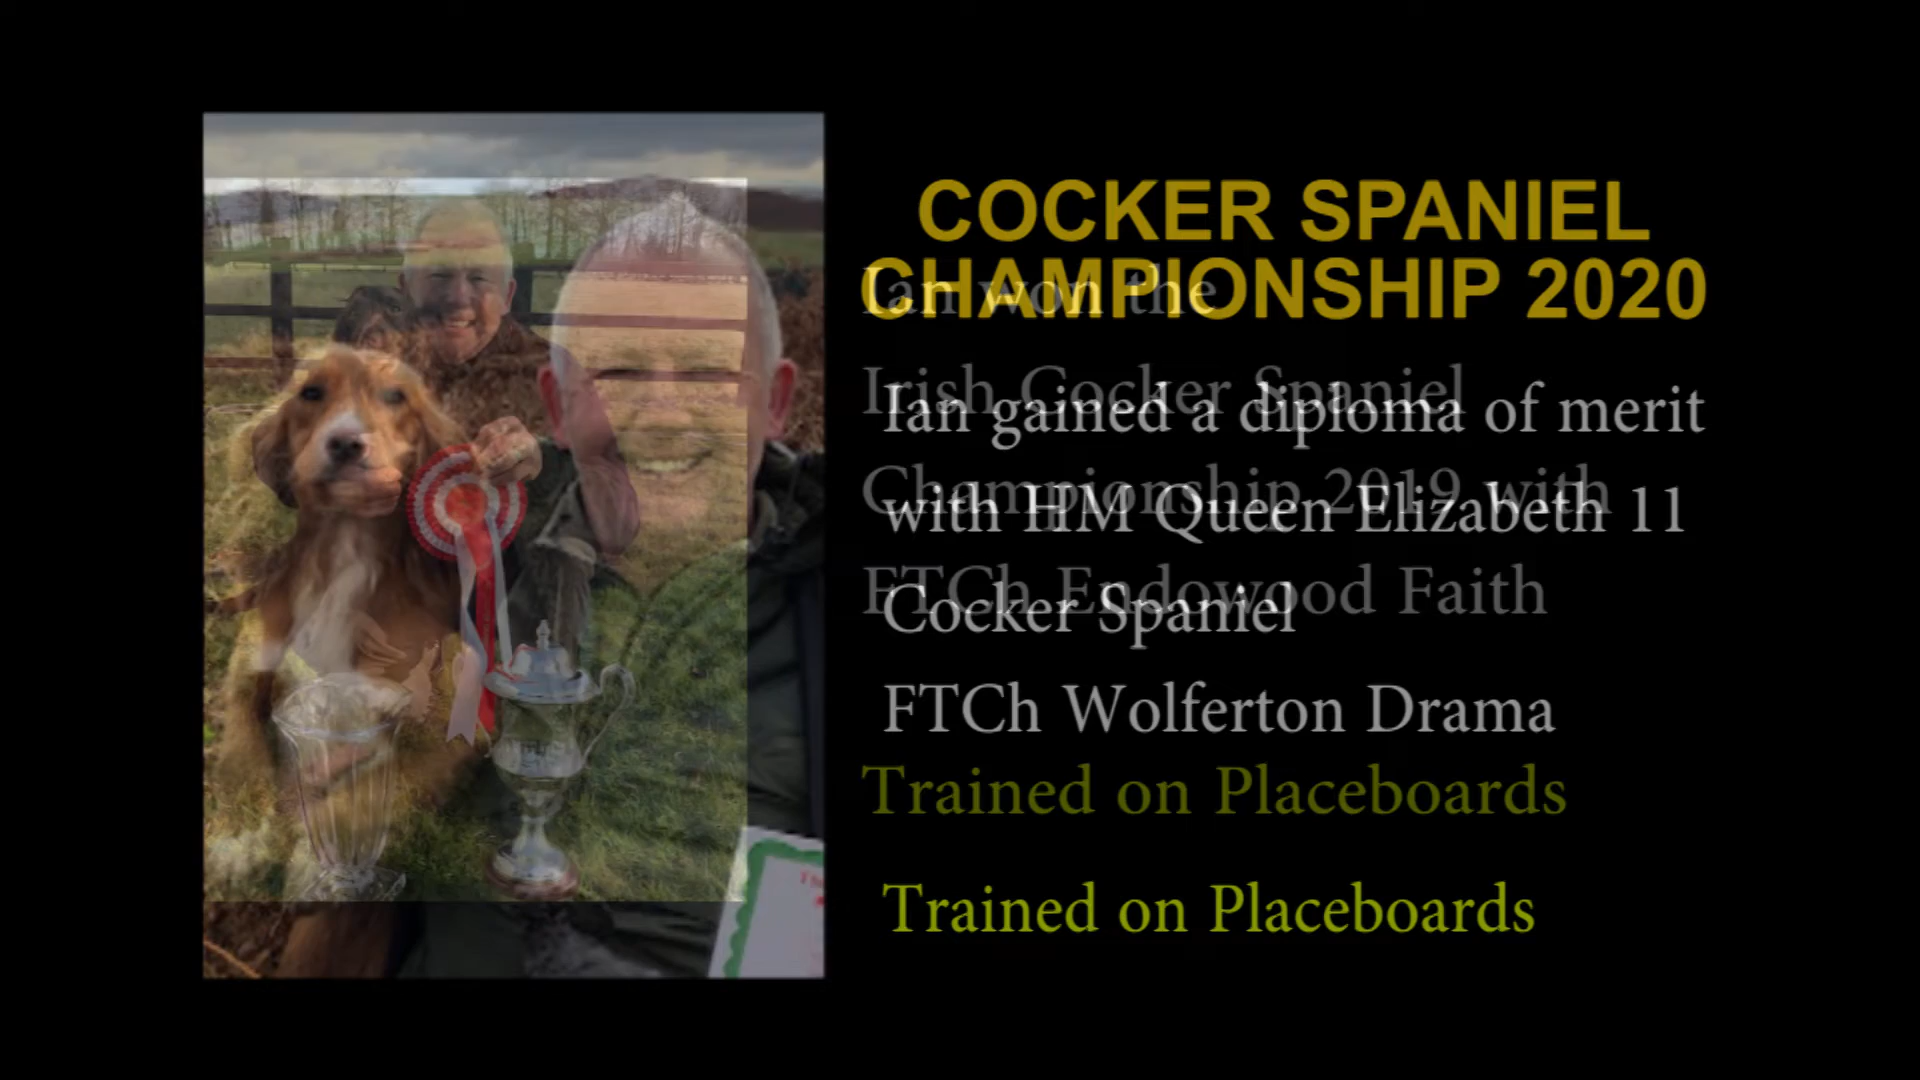 COCKER SPANIEL
CHAMPIONSHIP 2020
Ian gained a diploma of merit
with HM Queen Elizabeth 11
Cocker Spaniel
FTCh Wolferton Drama
Trained on Placeboards
Ian won the
Irish Cocker Spaniel
Championship 2019 with
FTCh Endowood Faith
Trained on Placeboards